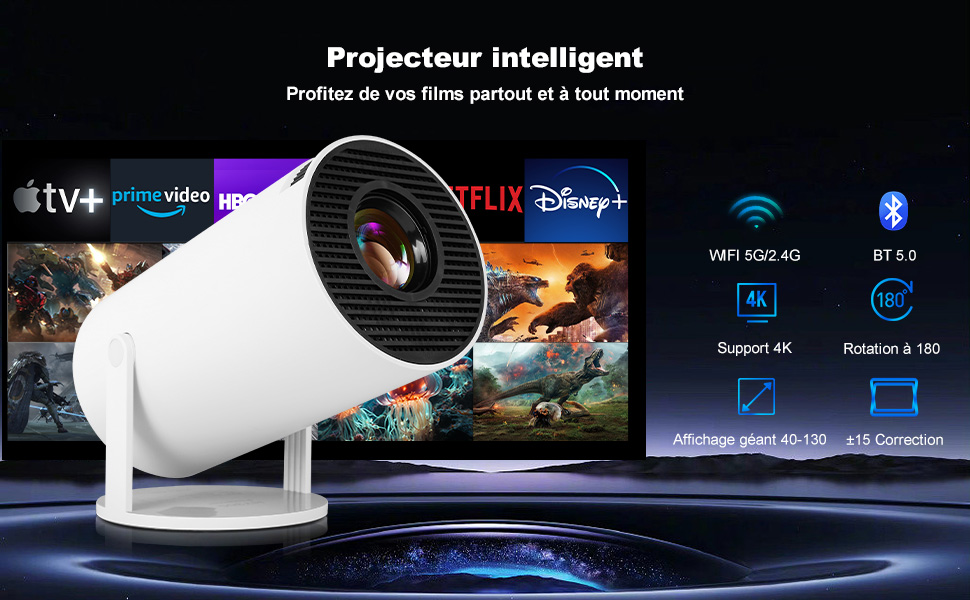 Projecteur intelligent
Profitez de vos films partout et à tout moment
tv+
prime video
HBO
TFLIX
Disney+
WIFI 5G/2.4G
BT 5.0
4K
180°
Support 4K
Rotation à 180
Affichage géant 40-130
±15 Correction